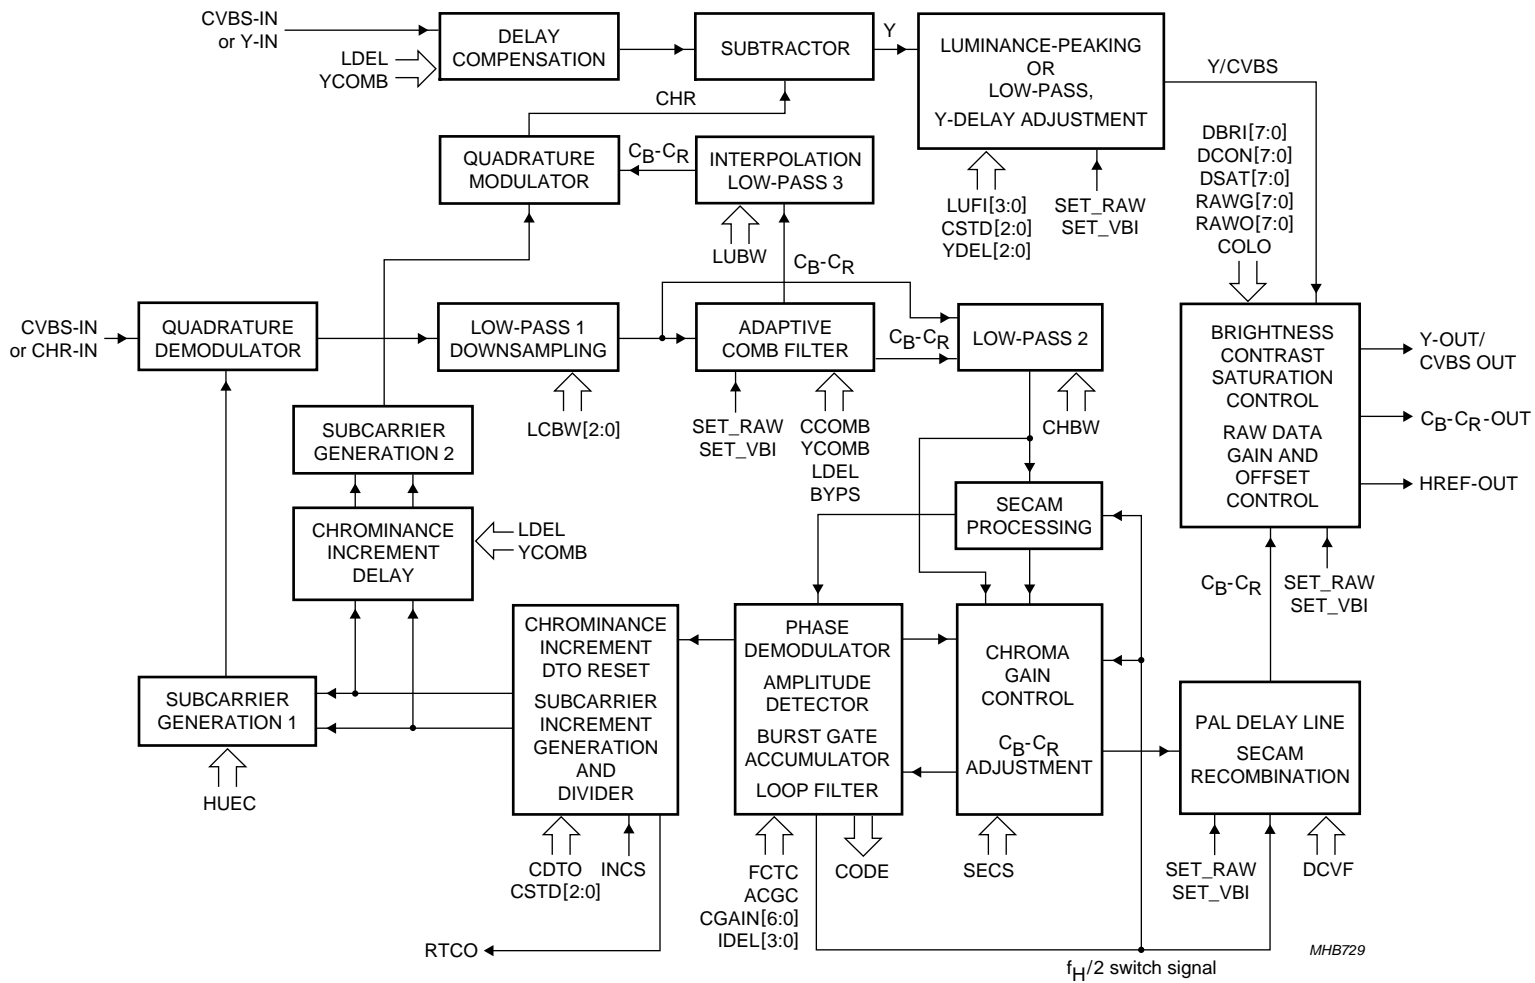 CVBS-IN
or Y-IN
LDEL
YCOMB
DELAY
COMPENSATION
SUBTRACTOR
Y
LUMINANCE-PEAKING
OR
LOW-PASS,
Y-DELAY ADJUSTMENT
Y/CVBS
CHR
QUADRATURE
MODULATOR
CB-CR
INTERPOLATION
LOW-PASS 3
LUBW
CB-CR
LUFI[3:0]
CSTD[2:0]
YDEL[2:0]
SET_RAW
SET_VBI
DBRI[7:0]
DCON[7:0]
DSAT[7:0]
RAWG[7:0]
RAWO[7:0]
COLO
CVBS-IN
or CHR-IN
QUADRATURE
DEMODULATOR
LOW-PASS 1
DOWNSAMPLING
LCBW[2:0]
ADAPTIVE
COMB FILTER
CB-CR
LOW-PASS 2
SET_RAW
SET_VBI
CCOMB
YCOMB
LDEL
BYPS
CHBW
BRIGHTNESS
CONTRAST
SATURATION
CONTROL
RAW DATA
GAIN AND
OFFSET
CONTROL
Y-OUT/
CVBS OUT
CB-CR-OUT
HREF-OUT
SUBCARRIER
GENERATION 2
CHROMINANCE
INCREMENT
DELAY
LDEL
YCOMB
SECAM
PROCESSING
CB-CR
SET_RAW
SET_VBI
SUBCARRIER
GENERATION 1
HUEC
CHROMINANCE
INCREMENT
DTO RESET
SUBCARRIER
INCREMENT
GENERATION
AND
DIVIDER
PHASE
DEMODULATOR
AMPLITUDE
DETECTOR
BURST GATE
ACCUMULATOR
LOOP FILTER
CHROMA
GAIN
CONTROL
CB-CR
ADJUSTMENT
PAL DELAY LINE
SECAM
RECOMBINATION
CDTO
CSTD[2:0]
INCS
FCTC
ACGC
CGAIN[6:0]
IDEL[3:0]
CODE
SECS
SET_RAW
SET_VBI
DCVF
RTCO
fH/2 switch signal
MHB729